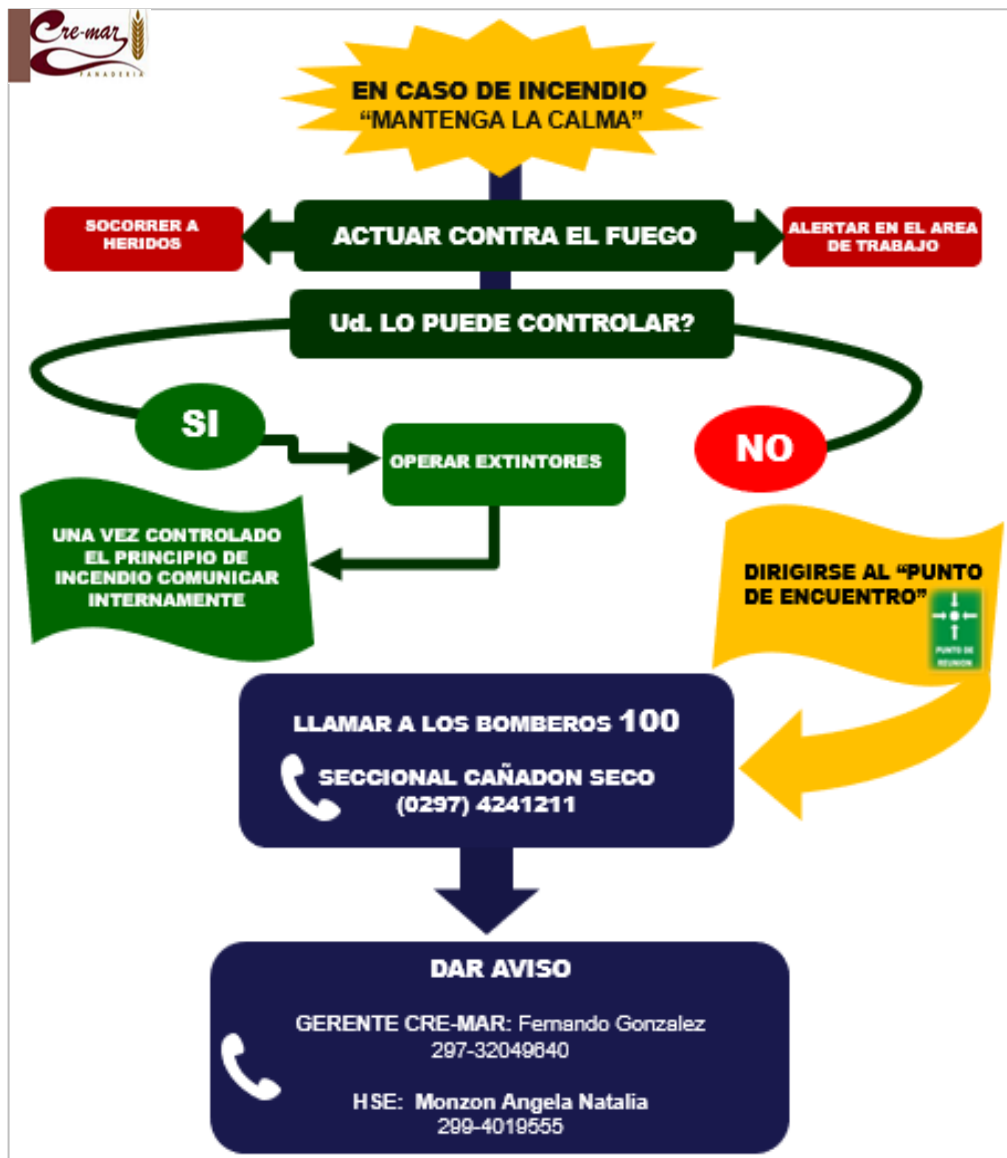 Cre-mar
PANADERIA
EN CASO DE INCENDIO
“MANTENGA LA CALMA”
SOCORRER A
HERIDOS
ACTUAR CONTRA EL FUEGO
ALERTAR EN EL AREA
DE TRABAJO
Ud. LO PUEDE CONTROLAR?
SI
NO
OPERAR EXTINTORES
UNA VEZ CONTROLADO
EL PRINCIPIO DE
INCENDIO COMUNICAR
INTERNAMENTE
DIRIGIRSE AL “PUNTO
DE ENCUENTRO”
PUNTO DE
REUNION
LLAMAR A LOS BOMBEROS 100
SECCIONAL CAÑADON SECO
(0297) 4241211
DAR AVISO
GERENTE CRE-MAR: Fernando Gonzalez
297-32049640
HSE: Monzon Angela Natalia
299-4019555